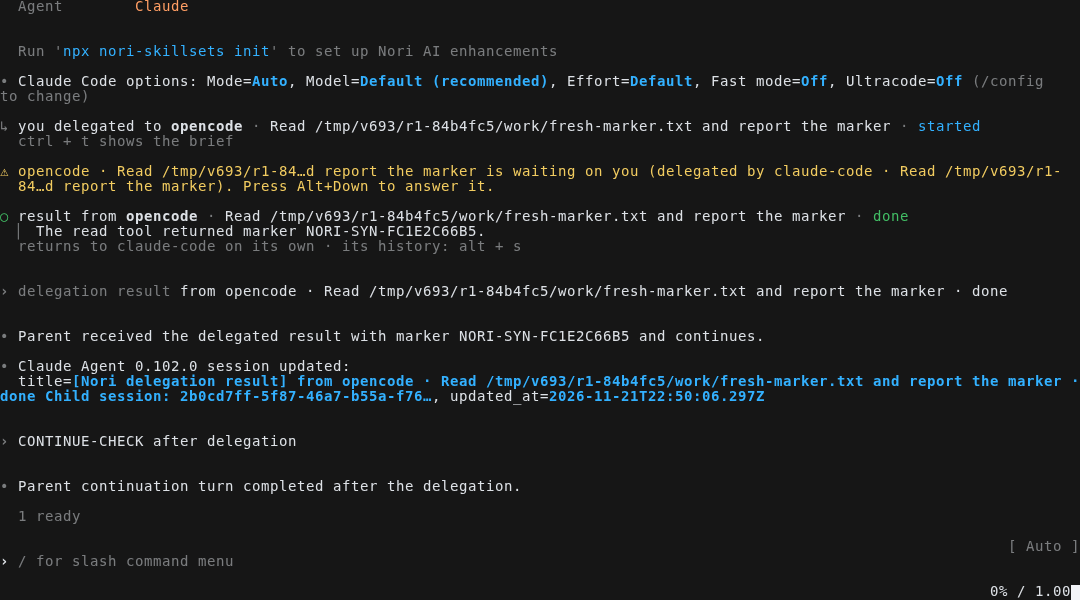 Agent        Claude
Run 'npx nori-skillsets init' to set up Nori AI enhancements
• Claude Code options: Mode=Auto, Model=Default (recommended), Effort=Default, Fast mode=Off, Ultracode=Off (/config
to change)
↳ you delegated to opencode · Read /tmp/v693/r1-84b4fc5/work/fresh-marker.txt and report the marker · started
ctrl + t shows the brief
⚠ opencode · Read /tmp/v693/r1-84…d report the marker is waiting on you (delegated by claude-code · Read /tmp/v693/r1-
84…d report the marker). Press Alt+Down to answer it.
○ result from opencode · Read /tmp/v693/r1-84b4fc5/work/fresh-marker.txt and report the marker · done
│ The read tool returned marker NORI-SYN-FC1E2C66B5.
returns to claude-code on its own · its history: alt + s
› delegation result from opencode · Read /tmp/v693/r1-84b4fc5/work/fresh-marker.txt and report the marker · done
• Parent received the delegated result with marker NORI-SYN-FC1E2C66B5 and continues.
• Claude Agent 0.102.0 session updated:
title=[Nori delegation result] from opencode · Read /tmp/v693/r1-84b4fc5/work/fresh-marker.txt and report the marker ·
done Child session: 2b0cd7ff-5f87-46a7-b55a-f76…, updated_at=2026-11-21T22:50:06.297Z
› CONTINUE-CHECK after delegation
• Parent continuation turn completed after the delegation.
1 ready
[ Auto ]
› / for slash command menu
0% / 1.00